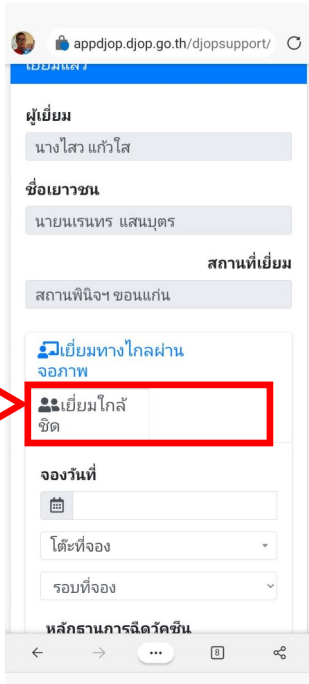 appdjop.djop.go.th/djopsupport/
เยี่ยมแล้ว
ผู้เยี่ยม
นางไสว แก้วใส
ชื่อเยาวชน
นายนเรนทร แสนบุตร
สถานที่เยี่ยม
สถานพินิจฯ ขอนแก่น
เยี่ยมทางไกลผ่าน
จอภาพ
เยี่ยมใกล้
ชิด
จองวันที่
โต๊ะที่จอง
รอบที่จอง
หลักฐานการฉีดวัคซีน
8